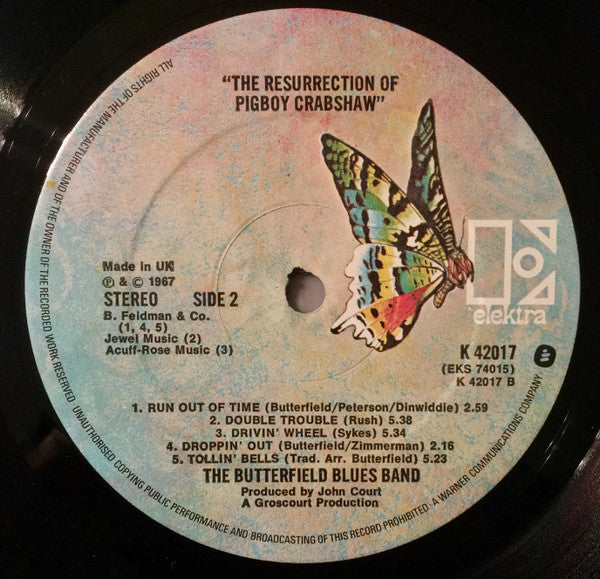 "THE RESURRECTION OF
PIGBOY CRABSHAW"
Made in UK
℗ & © 1967
STEREO SIDE 2
B. Feldman & Co.
(1, 4, 5)
Jewel Music (2)
Acuff-Rose Music (3)
elektra
K 42017
(EKS 74015)
K 42017 B
1. RUN OUT OF TIME (Butterfield/Peterson/Dinwiddie) 2.59
2. DOUBLE TROUBLE (Rush) 5.38
3. DRIVIN' WHEEL (Sykes) 5.34
4. DROPPIN' OUT (Butterfield/Zimmerman) 2.16
5. TOLLIN' BELLS (Trad. Arr. Butterfield) 5.23
THE BUTTERFIELD BLUES BAND
Produced by John Court
A Groscourt Production
ALL RIGHTS OF THE MANUFACTURER AND OF THE OWNER OF THE RECORDED WORK RESERVED · UNAUTHORISED COPYING PUBLIC PERFORMANCE AND BROADCASTING OF THIS RECORD PROHIBITED · A WARNER COMMUNICATIONS COMPANY